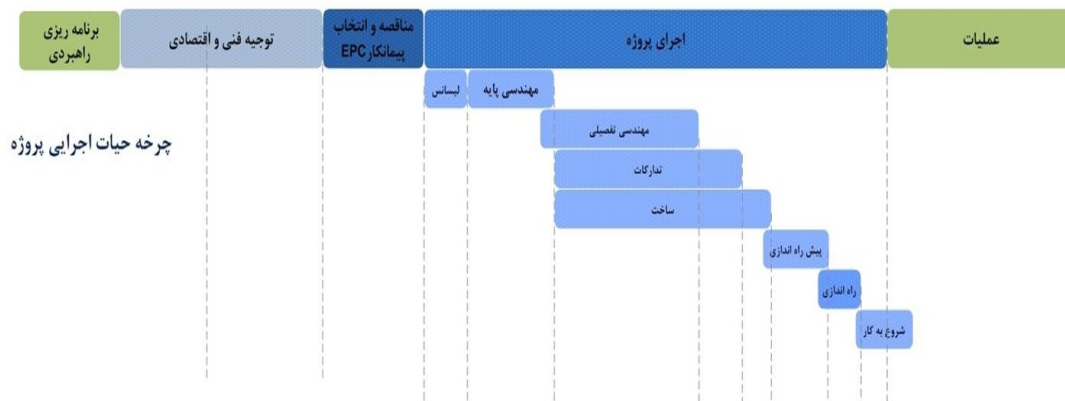 برنامه ریزی
راهبردی
توجیه فنی و اقتصادی
مناقصه و انتخاب
پیمانکار EPC
اجرای پروژه
عملیات
لیسانس
مهندسی پایه
مهندسی تفصیلی
چرخه حیات اجرایی پروژه
تدارکات
ساخت
پیش راه اندازی
راه اندازی
شروع به کار